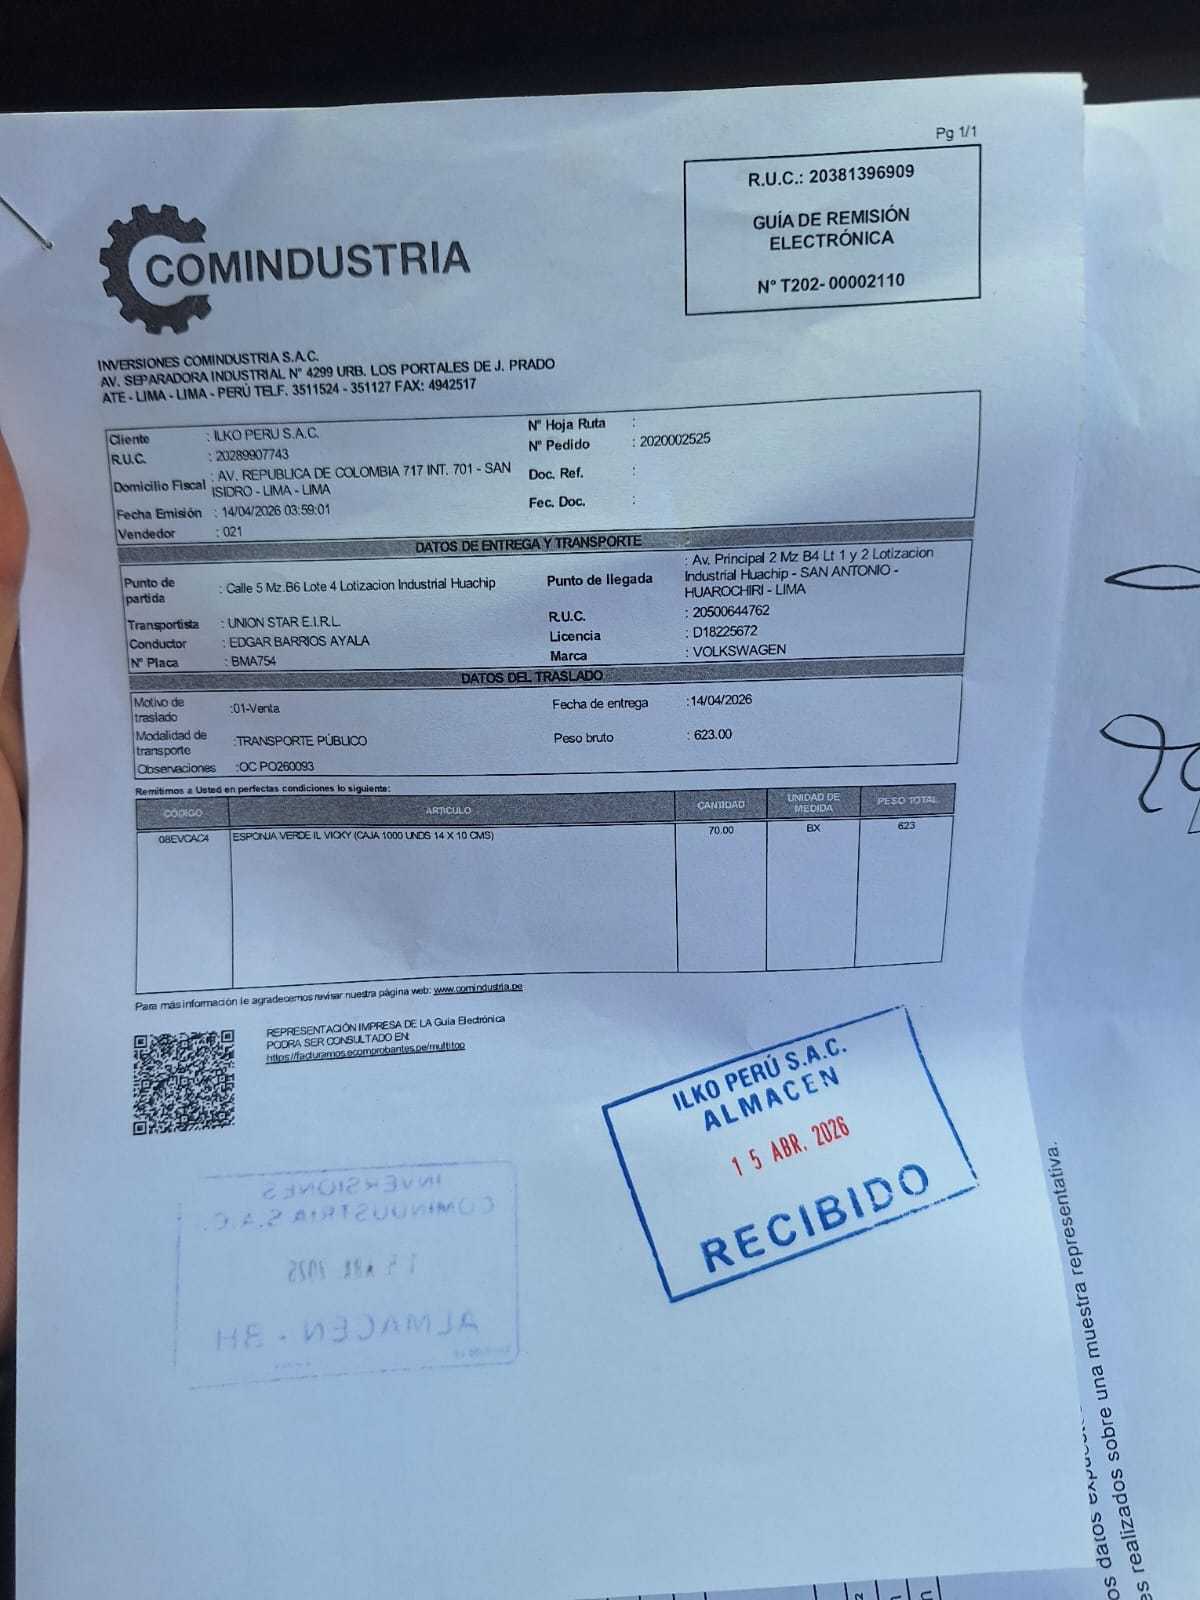 Pg 1/1
R.U.C.: 20381396909
GUÍA DE REMISIÓN
ELECTRÓNICA
N° T202- 00002110
COMINDUSTRIA
INVERSIONES COMINDUSTRIA S.A.C.
AV. SEPARADORA INDUSTRIAL N° 4299 URB. LOS PORTALES DE J. PRADO
ATE - LIMA - LIMA - PERÚ TELF. 3511524 - 351127 FAX: 4942517
Cliente : ILKO PERU S.A.C.
R.U.C. : 20289907743
Domicilio Fiscal : AV. REPUBLICA DE COLOMBIA 717 INT. 701 - SAN
ISIDRO - LIMA - LIMA
Fecha Emisión : 14/04/2026 03:59:01
Vendedor : 021
N° Hoja Ruta :
N° Pedido : 2020002525
Doc. Ref. :
Fec. Doc. :
DATOS DE ENTREGA Y TRANSPORTE
Punto de
partida : Calle 5 Mz.B6 Lote 4 Lotizacion Industrial Huachip
Transportista : UNION STAR E.I.R.L.
Conductor : EDGAR BARRIOS AYALA
N° Placa : BMA754
Punto de llegada : Av. Principal 2 Mz B4 Lt 1 y 2 Lotizacion
Industrial Huachip - SAN ANTONIO -
HUAROCHIRI - LIMA
R.U.C. : 20500644762
Licencia : D18225672
Marca : VOLKSWAGEN
DATOS DEL TRASLADO
Motivo de
traslado :01-Venta
Modalidad de
transporte :TRANSPORTE PÚBLICO
Observaciones :OC PO260093
Fecha de entrega :14/04/2026
Peso bruto : 623.00
Remitimos a Usted en perfectas condiciones lo siguiente:
CÓDIGO ARTICULO CANTIDAD UNIDAD DE MEDIDA PESO TOTAL
08EVCAC4 ESPONJA VERDE IL VICKY (CAJA 1000 UNDS 14 X 10 CMS) 70.00 BX 623
Para más información le agradecemos revisar nuestra página web: www.comindustria.pe
REPRESENTACIÓN IMPRESA DE LA Guía Electrónica
PODRA SER CONSULTADO EN:
https://facturamos.ecomprobantes.pe/multitoo
ILKO PERÚ S.A.C.
ALMACEN
15 ABR. 2026
RECIBIDO
INVERSIONES
COMINDUSTRIA S.A.C.
ALMACEN - BH
os datos
es realizados sobre una muestra representativa.